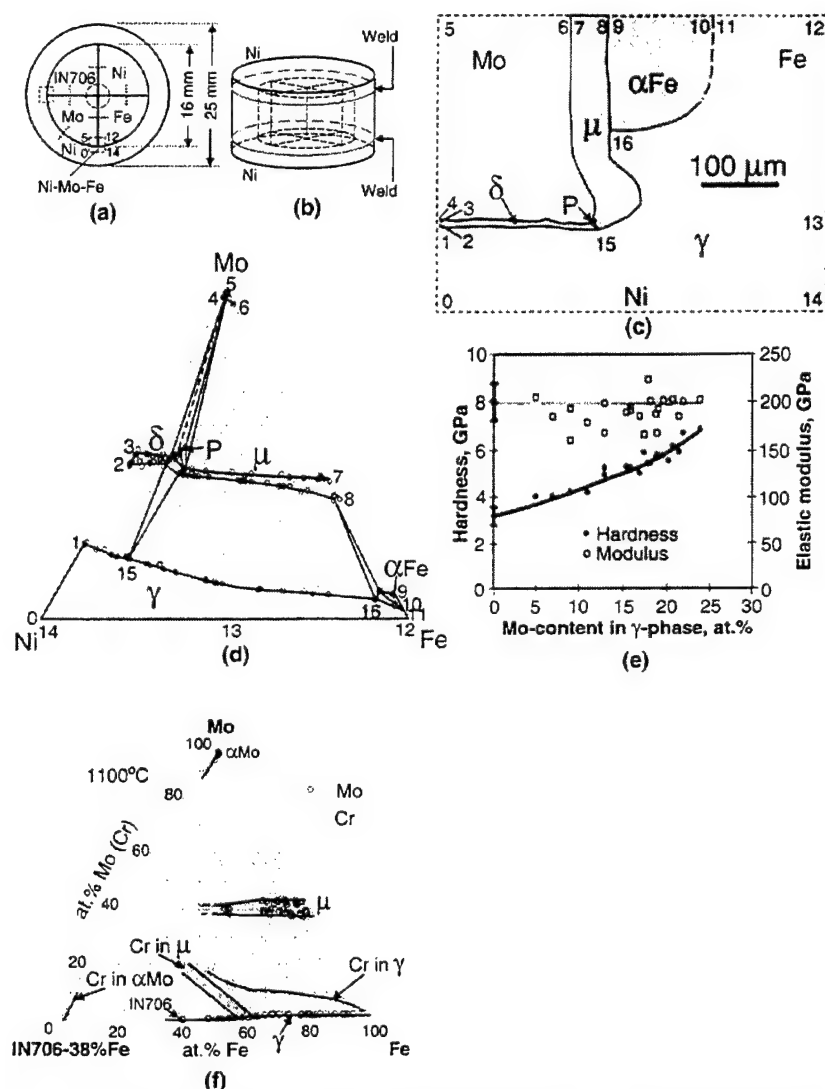 Ni
IN706
Ni
Mo
Fe
5
12
0
14
Ni
Ni-Mo-Fe
16 mm
25 mm
(a)
Ni
Weld
Ni
Weld
(b)
5
6
7
8
9
10
11
12
Mo
αFe
Fe
μ
16
100 μm
4
3
δ
P
1
2
15
γ
13
0
Ni
14
(c)
Mo
5
4
6
3
δ
P
2
μ
7
8
1
15
γ
αFe
9
16
10
11
0
Ni
14
13
12
Fe
(d)
10
8
6
4
2
0
Hardness, GPa
250
200
150
100
50
0
Elastic modulus, GPa
Hardness
Modulus
0
5
10
15
20
25
30
Mo-content in γ-phase, at.%
(e)
Mo
100
αMo
1100°C
80
Mo
Cr
60
at.% Mo (Cr)
40
μ
20
Cr in μ
Cr in αMo
Cr in γ
IN706
γ
0
20
40
60
80
100
IN706-38%Fe
at.% Fe
Fe
(f)